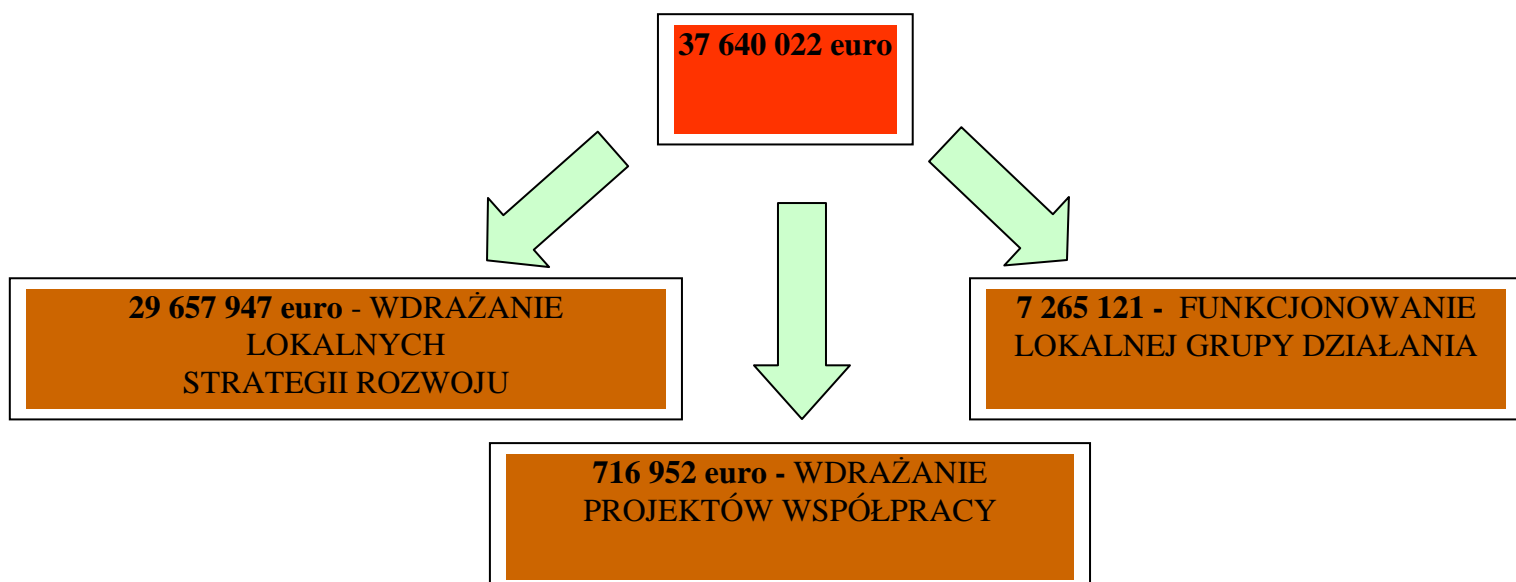 37 640 022 euro
29 657 947 euro - WDRAŻANIE
LOKALNYCH
STRATEGII ROZWOJU
7 265 121 - FUNKCJONOWANIE
LOKALNEJ GRUPY DZIAŁANIA
716 952 euro - WDRAŻANIE
PROJEKTÓW WSPÓŁPRACY